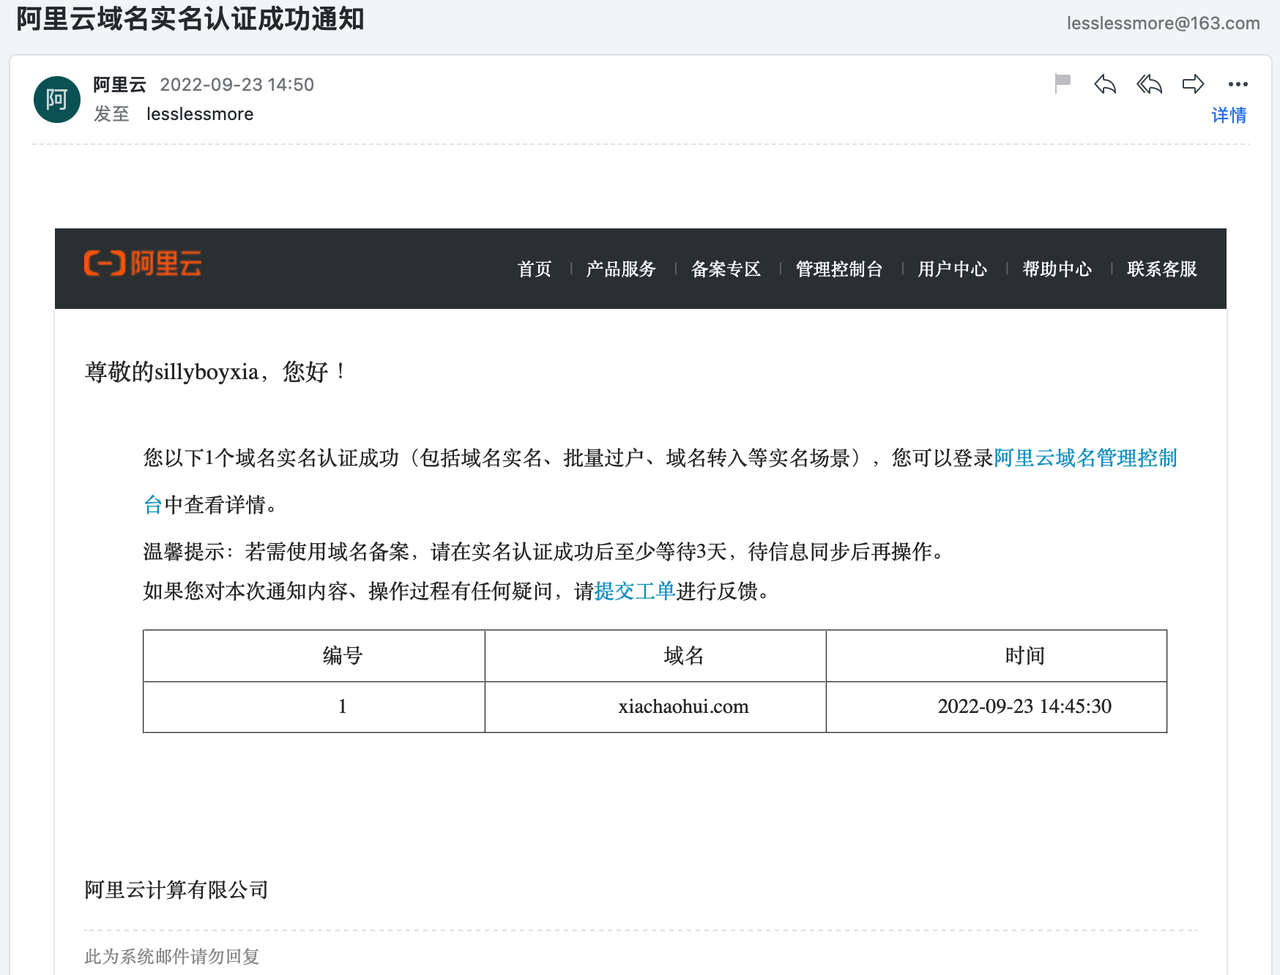 阿里云域名实名认证成功通知
lesslessmore@163.com
阿
阿里云 2022-09-23 14:50
发至 lesslessmore
详情
阿里云
首页 | 产品服务 | 备案专区 | 管理控制台 | 用户中心 | 帮助中心 | 联系客服
尊敬的sillyboyxia，您好！
您以下1个域名实名认证成功（包括域名实名、批量过户、域名转入等实名场景），您可以登录阿里云域名管理控制
台中查看详情。
温馨提示：若需使用域名备案，请在实名认证成功后至少等待3天，待信息同步后再操作。
如果您对本次通知内容、操作过程有任何疑问，请提交工单进行反馈。
编号 域名 时间
1 xiachaohui.com 2022-09-23 14:45:30
阿里云计算有限公司
此为系统邮件请勿回复